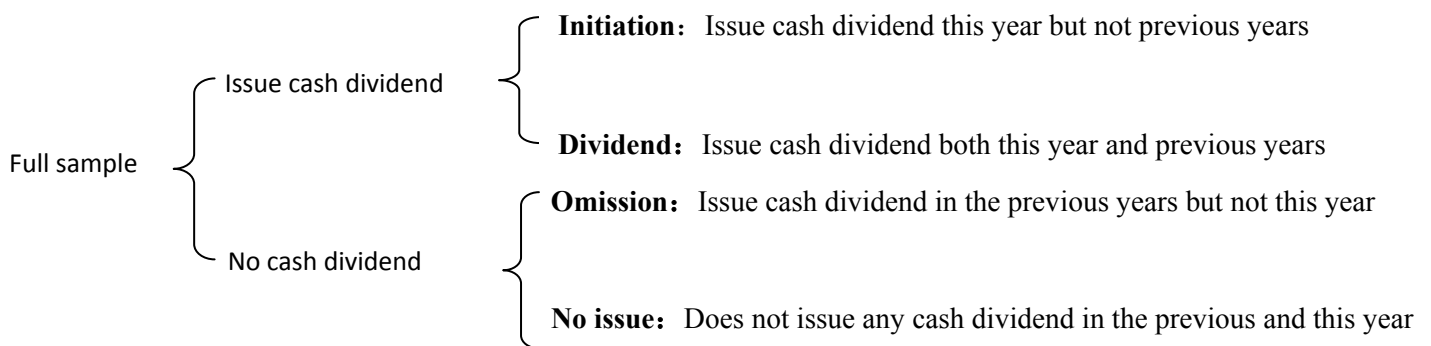 Initiation：Issue cash dividend this year but not previous years
Issue cash dividend
Dividend：Issue cash dividend both this year and previous years
Full sample
Omission：Issue cash dividend in the previous years but not this year
No cash dividend
No issue：Does not issue any cash dividend in the previous and this year